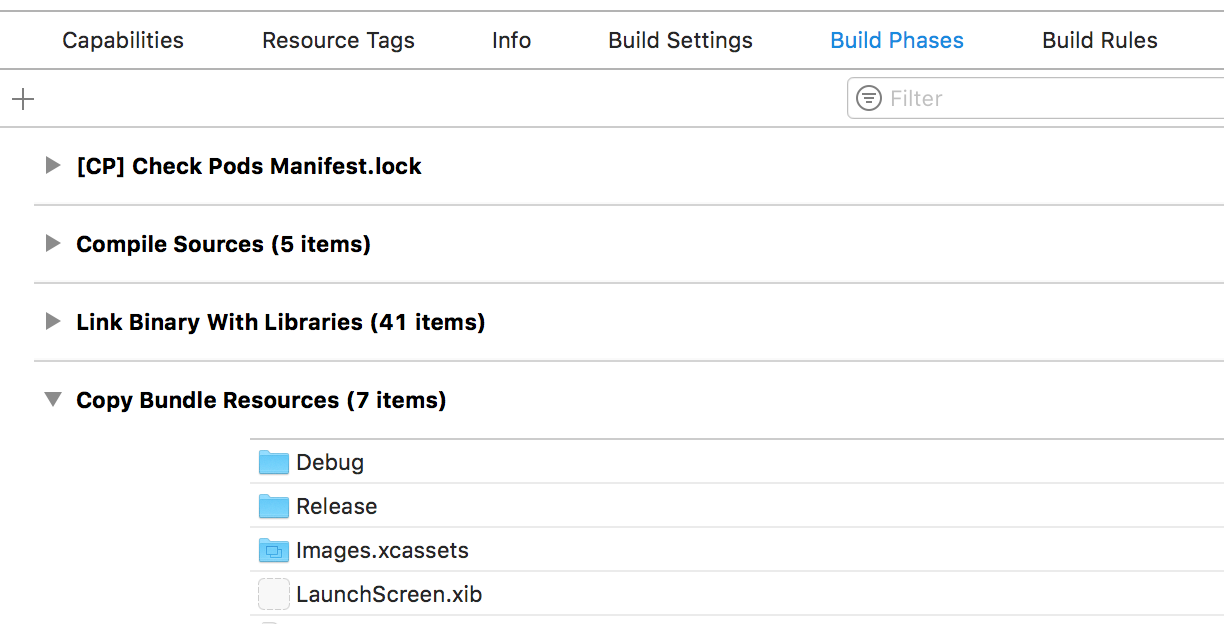 Capabilities Resource Tags Info Build Settings Build Phases Build Rules
Filter
[CP] Check Pods Manifest.lock
Compile Sources (5 items)
Link Binary With Libraries (41 items)
Copy Bundle Resources (7 items)
Debug
Release
Images.xcassets
LaunchScreen.xib